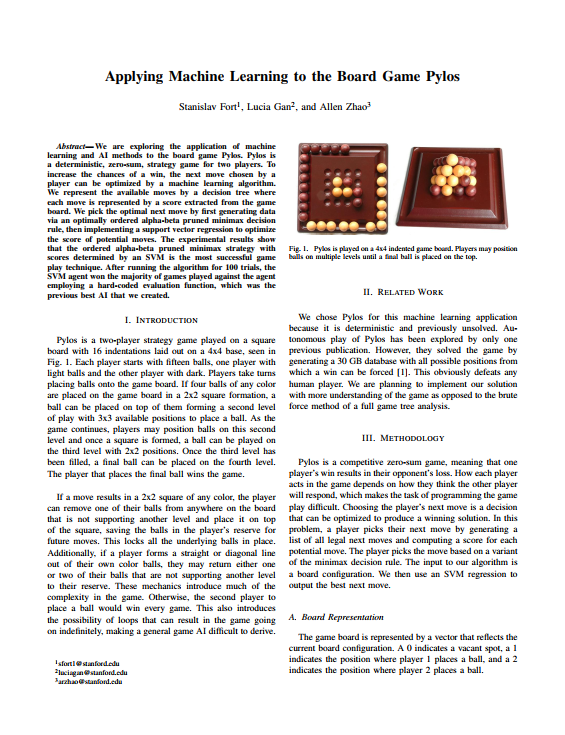 Applying Machine Learning to the Board Game Pylos
Stanislav Fort1, Lucia Gan2, and Allen Zhao3
Abstract— We are exploring the application of machine
learning and AI methods to the board game Pylos. Pylos is
a deterministic, zero-sum, strategy game for two players. To
increase the chances of a win, the next move chosen by a
player can be optimized by a machine learning algorithm.
We represent the available moves by a decision tree where
each move is represented by a score extracted from the game
board. We pick the optimal next move by first generating data
via an optimally ordered alpha-beta pruned minimax decision
rule, then implementing a support vector regression to optimize
the score of potential moves. The experimental results show
that the ordered alpha-beta pruned minimax strategy with
scores determined by an SVM is the most successful game
play technique. After running the algorithm for 100 trials, the
SVM agent won the majority of games played against the agent
employing a hard-coded evaluation function, which was the
previous best AI that we created.
I. INTRODUCTION
Pylos is a two-player strategy game played on a square
board with 16 indentations laid out on a 4x4 base, seen in
Fig. 1. Each player starts with fifteen balls, one player with
light balls and the other player with dark. Players take turns
placing balls onto the game board. If four balls of any color
are placed on the game board in a 2x2 square formation, a
ball can be placed on top of them forming a second level
of play with 3x3 available positions to place a ball. As the
game continues, players may position balls on this second
level and once a square is formed, a ball can be played on
the third level with 2x2 positions. Once the third level has
been filled, a final ball can be placed on the fourth level.
The player that places the final ball wins the game.
If a move results in a 2x2 square of any color, the player
can remove one of their balls from anywhere on the board
that is not supporting another level and place it on top
of the square, saving the balls in the player's reserve for
future moves. This locks all the underlying balls in place.
Additionally, if a player forms a straight or diagonal line
out of their own color balls, they may return either one
or two of their balls that are not supporting another level
to their reserve. These mechanics introduce much of the
complexity in the game. Otherwise, the second player to
place a ball would win every game. This also introduces
the possibility of loops that can result in the game going
on indefinitely, making a general game AI difficult to derive.
1sfort1@stanford.edu
2luciagan@stanford.edu
3arzhao@stanford.edu
Fig. 1. Pylos is played on a 4x4 indented game board. Players may position
balls on multiple levels until a final ball is placed on the top.
II. RELATED WORK
We chose Pylos for this machine learning application
because it is deterministic and previously unsolved. Au-
tonomous play of Pylos has been explored by only one
previous publication. However, they solved the game by
generating a 30 GB database with all possible positions from
which a win can be forced [1]. This obviously defeats any
human player. We are planning to implement our solution
with more understanding of the game as opposed to the brute
force method of a full game tree analysis.
III. METHODOLOGY
Pylos is a competitive zero-sum game, meaning that one
player's win results in their opponent's loss. How each player
acts in the game depends on how they think the other player
will respond, which makes the task of programming the game
play difficult. Choosing the player's next move is a decision
that can be optimized to produce a winning solution. In this
problem, a player picks their next move by generating a
list of all legal next moves and computing a score for each
potential move. The player picks the move based on a variant
of the minimax decision rule. The input to our algorithm is
a board configuration. We then use an SVM regression to
output the best next move.
A. Board Representation
The game board is represented by a vector that reflects the
current board configuration. A 0 indicates a vacant spot, a 1
indicates the position where player 1 places a ball, and a 2
indicates the position where player 2 places a ball.